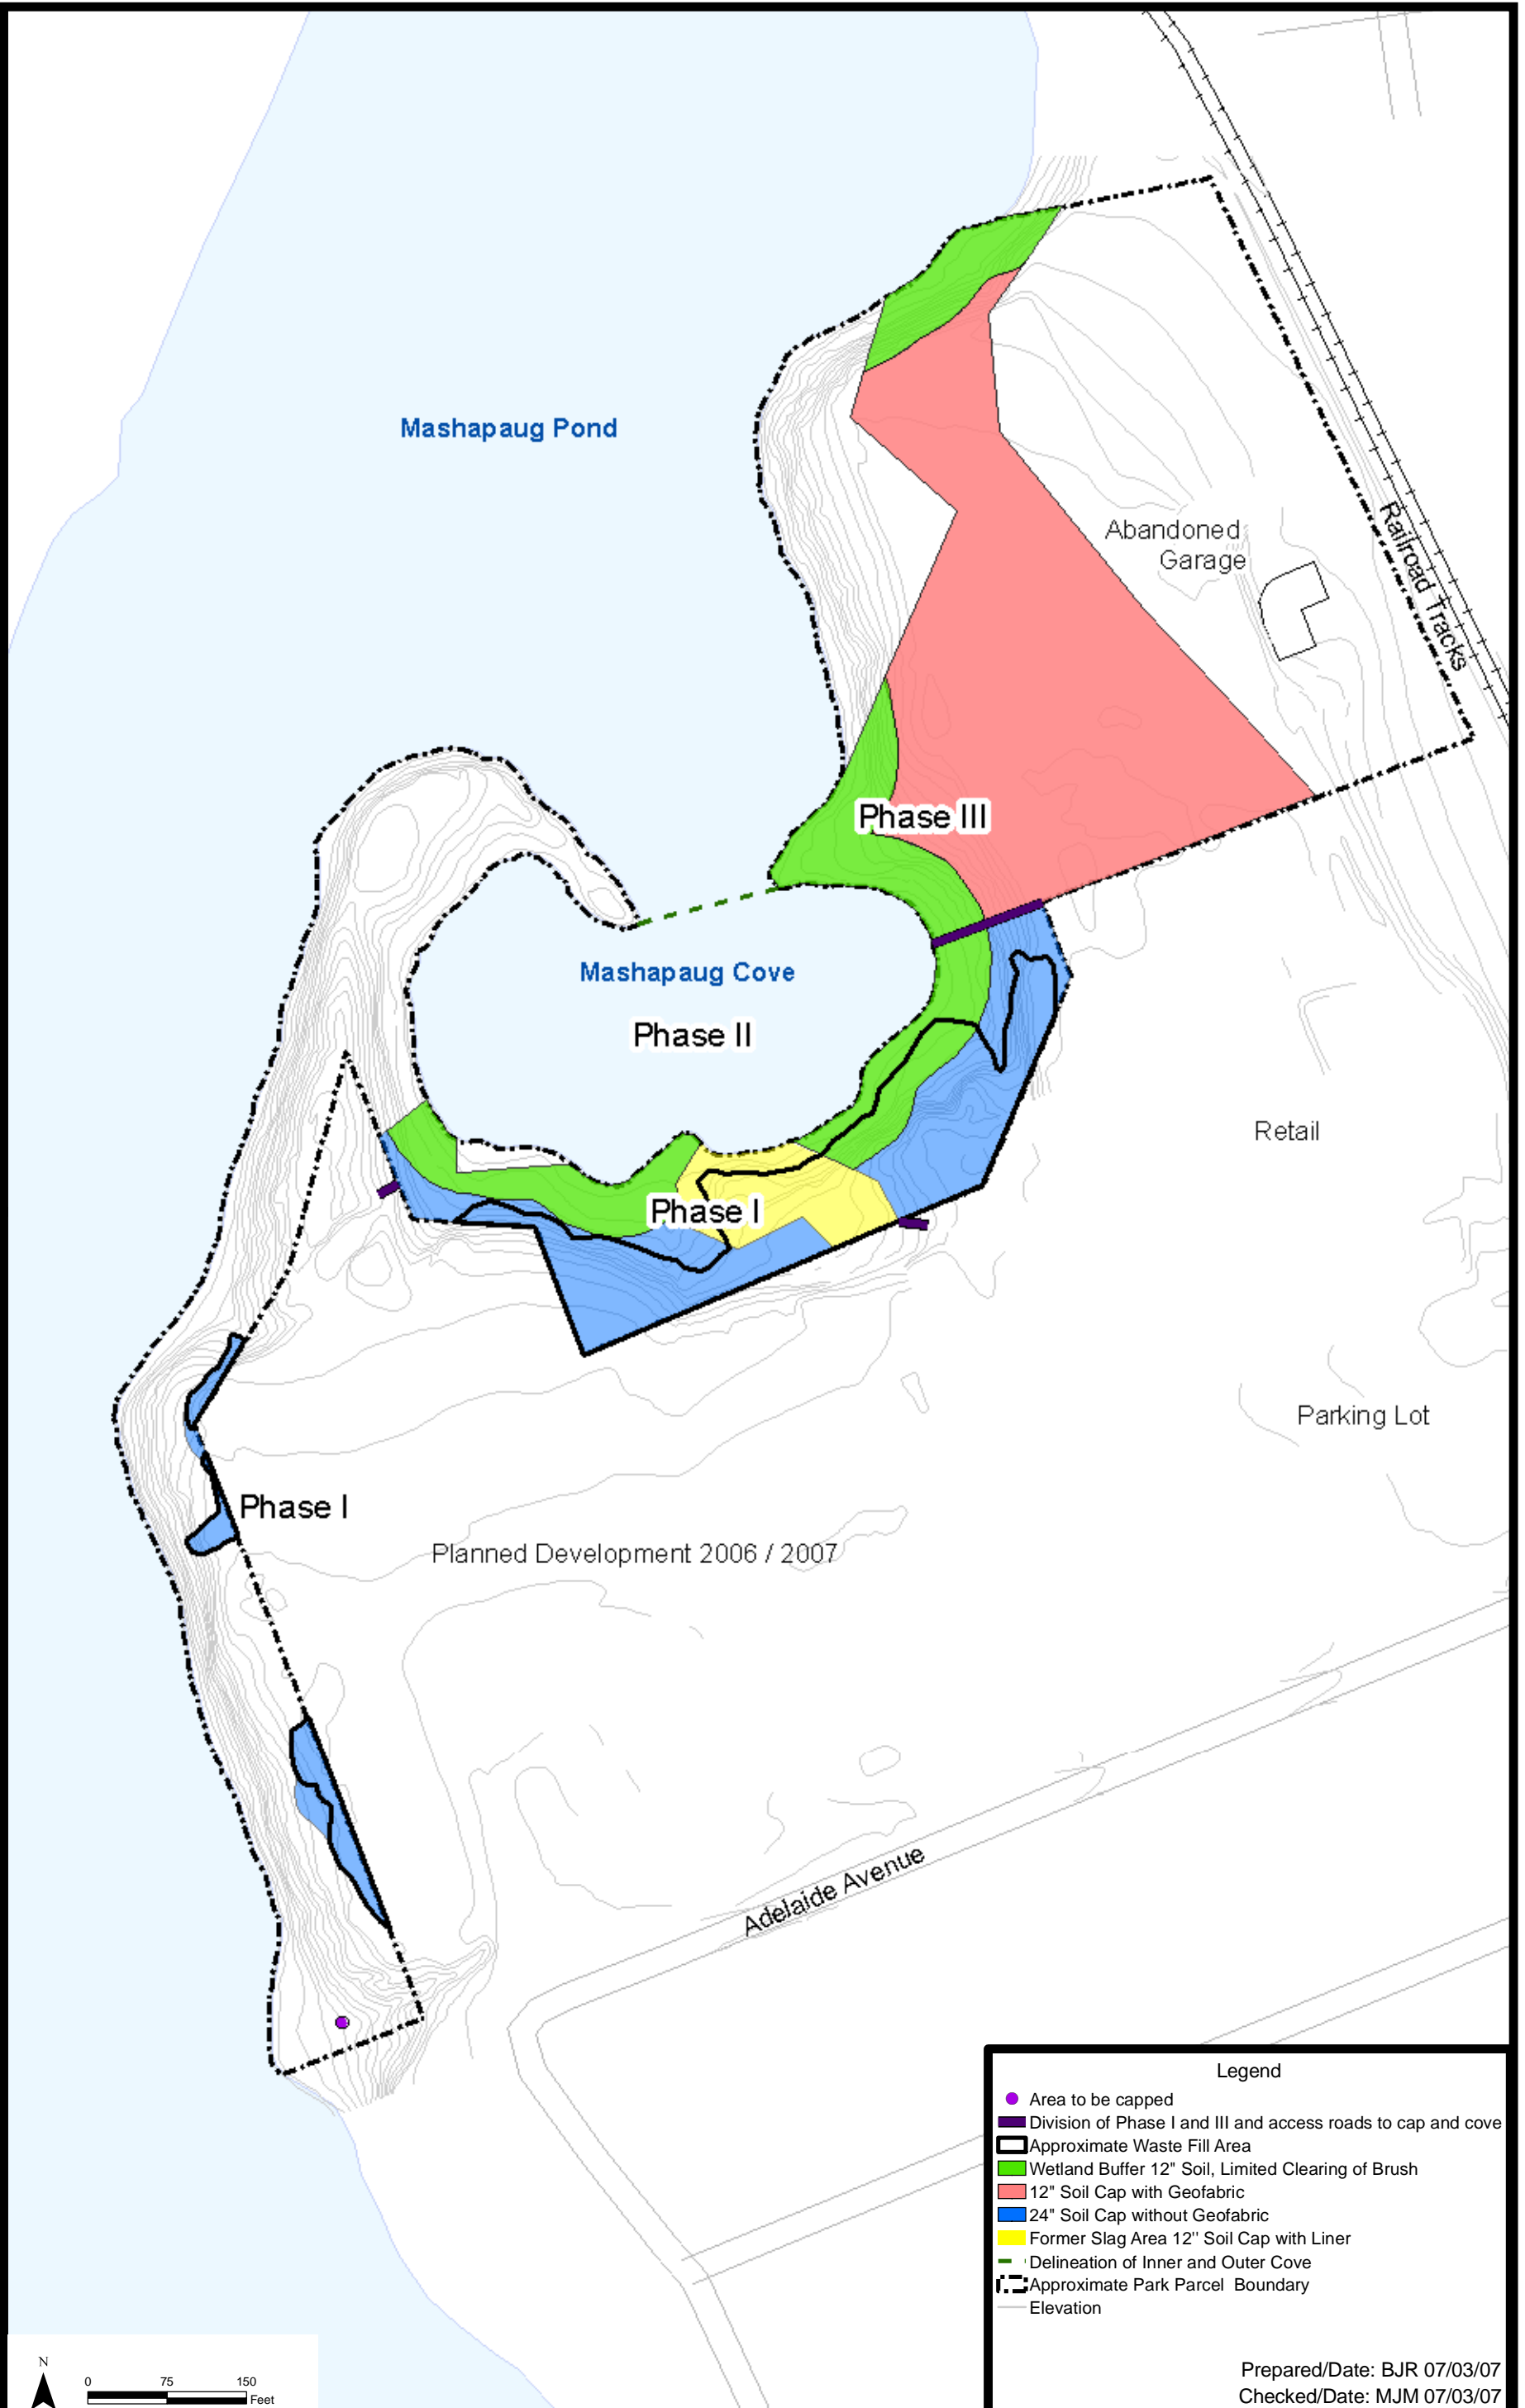 Mashapaug Pond
Abandoned
Garage
Railroad Tracks
Phase III
Mashapaug Cove
Phase II
Retail
Phase I
Parking Lot
Phase I
Planned Development 2006 / 2007
Adelaide Avenue
Legend
Area to be capped
Division of Phase I and III and access roads to cap and cove
Approximate Waste Fill Area
Wetland Buffer 12" Soil, Limited Clearing of Brush
12" Soil Cap with Geofabric
24" Soil Cap without Geofabric
Former Slag Area 12'' Soil Cap with Liner
Delineation of Inner and Outer Cove
Approximate Park Parcel Boundary
Elevation
Prepared/Date: BJR 07/03/07
Checked/Date: MJM 07/03/07
N
0 75 150
Feet